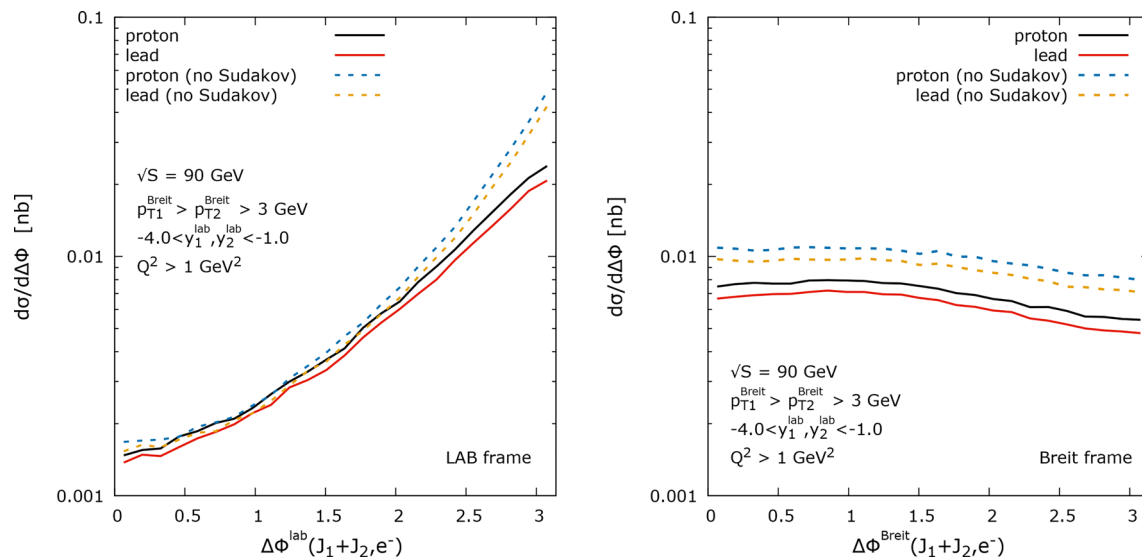 0.1
proton
lead
proton (no Sudakov)
lead (no Sudakov)
√S = 90 GeV
p_T1^Breit > p_T2^Breit > 3 GeV
-4.0<y_1^lab,y_2^lab<-1.0
Q^2 > 1 GeV^2
dσ/dΔΦ [nb]
0.01
0.001
LAB frame
0 0.5 1 1.5 2 2.5 3
ΔΦ^lab(J_1+J_2,e^-)
0.1
proton
lead
proton (no Sudakov)
lead (no Sudakov)
dσ/dΔΦ [nb]
0.01
√S = 90 GeV
p_T1^Breit > p_T2^Breit > 3 GeV
-4.0<y_1^lab,y_2^lab<-1.0
Q^2 > 1 GeV^2
Breit frame
0.001
0 0.5 1 1.5 2 2.5 3
ΔΦ^Breit(J_1+J_2,e^-)